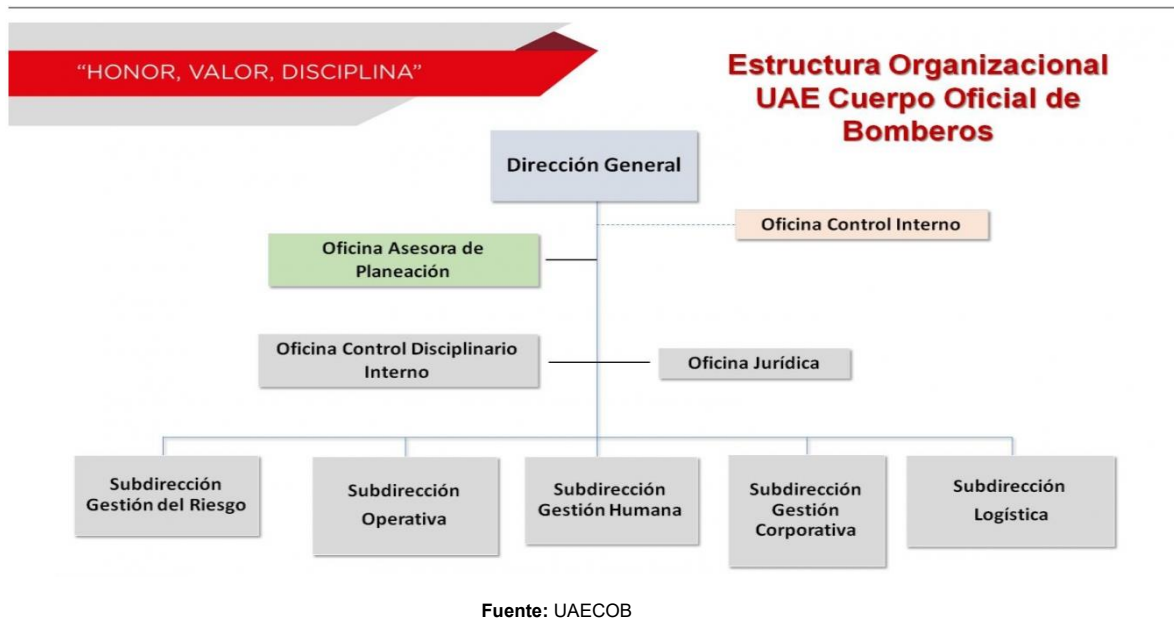 “HONOR, VALOR, DISCIPLINA”
Estructura Organizacional
UAE Cuerpo Oficial de
Bomberos
Dirección General
Oficina Control Interno
Oficina Asesora de
Planeación
Oficina Control Disciplinario
Interno
Oficina Jurídica
Subdirección
Gestión del Riesgo
Subdirección
Operativa
Subdirección
Gestión Humana
Subdirección
Gestión
Corporativa
Subdirección
Logística
Fuente: UAECOB